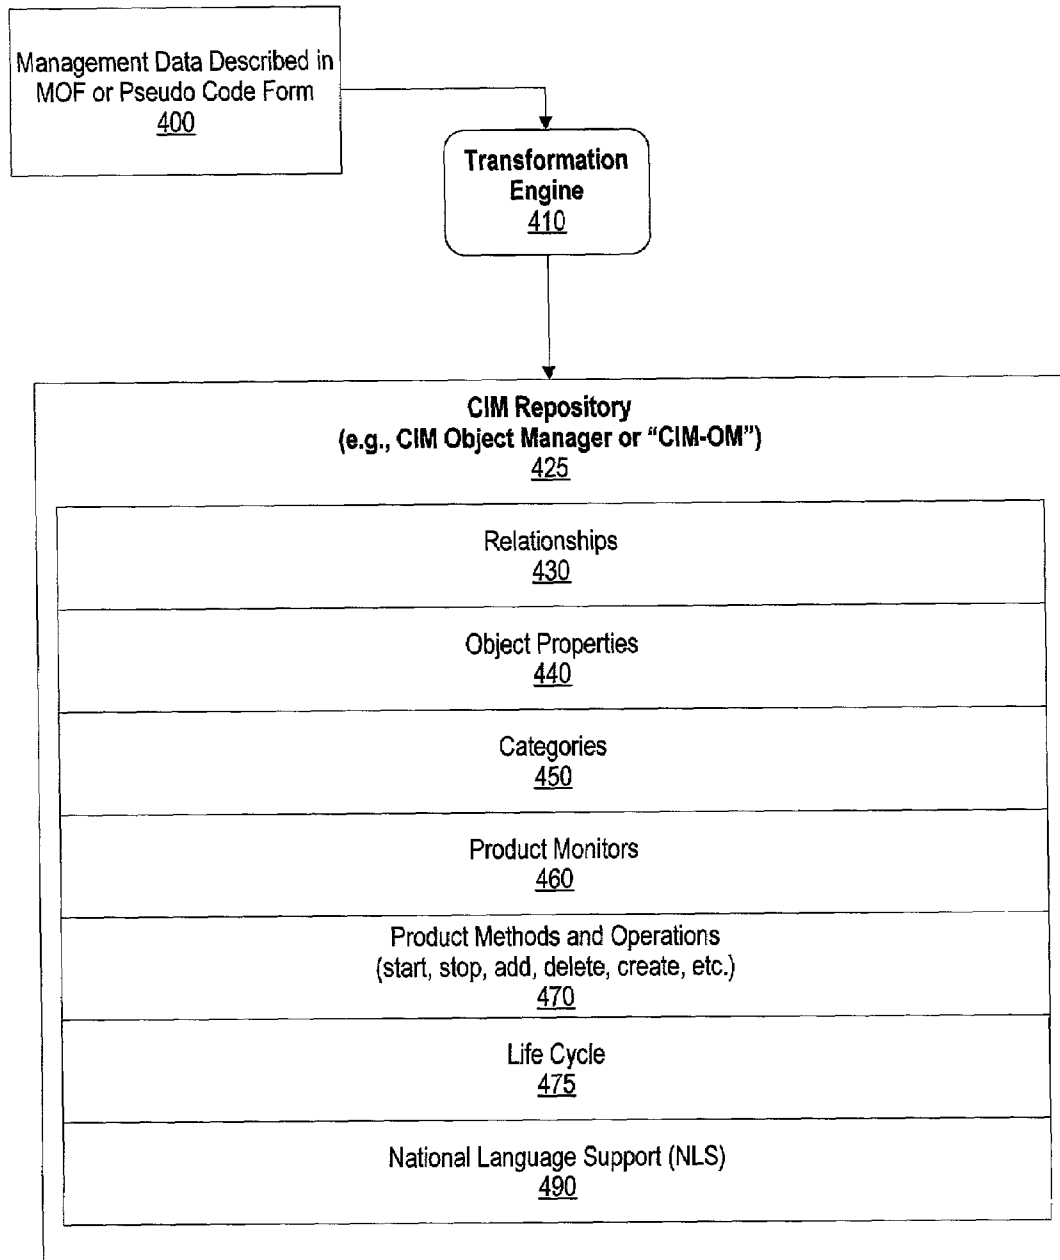 Management Data Described in
MOF or Pseudo Code Form
400
Transformation
Engine
410
CIM Repository
(e.g., CIM Object Manager or “CIM-OM”)
425
Relationships
430
Object Properties
440
Categories
450
Product Monitors
460
Product Methods and Operations
(start, stop, add, delete, create, etc.)
470
Life Cycle
475
National Language Support (NLS)
490